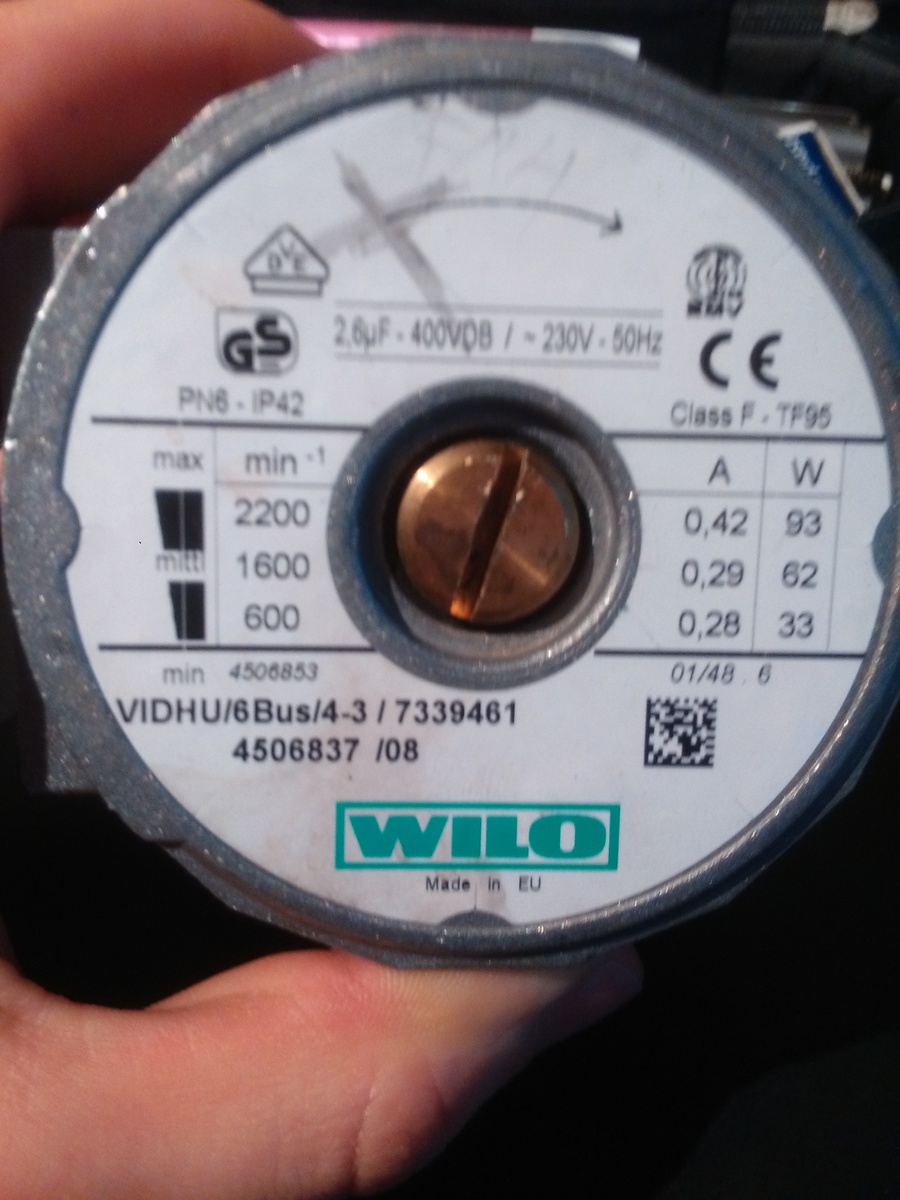 VDE
GS
2,6µF - 400VDB / ~ 230V - 50Hz
EMV
CE
PN6 - IP42
Class F - TF95
max min -1 A W
2200 0,42 93
mittl 1600 0,29 62
600 0,28 33
min 4506853 01/48 . 6
VIDHU/6Bus/4-3 / 7339461
4506837 /08
WILO
Made in EU